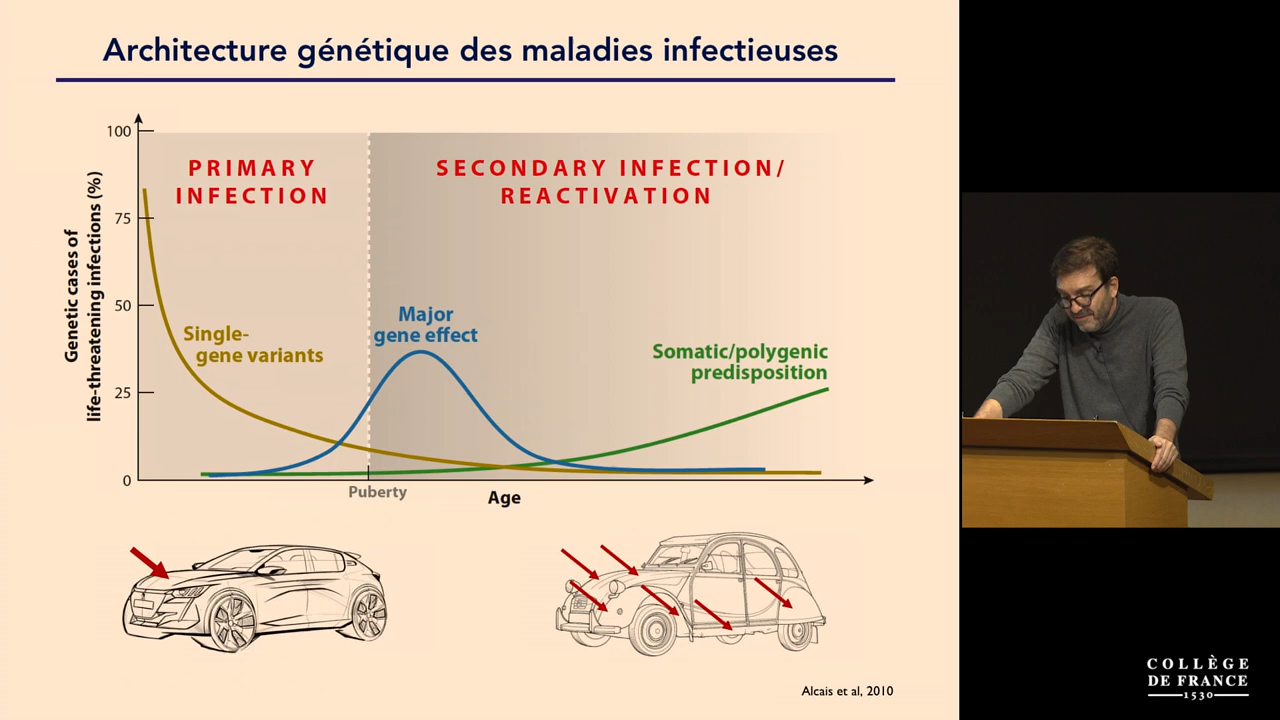 Architecture génétique des maladies infectieuses
Genetic cases of
life-threatening infections (%)
100
75
50
25
0
PRIMARY
INFECTION
SECONDARY INFECTION/
REACTIVATION
Single-
gene variants
Major
gene effect
Somatic/polygenic
predisposition
Puberty
Age
Alcais et al, 2010
COLLÈGE
DE FRANCE
1530